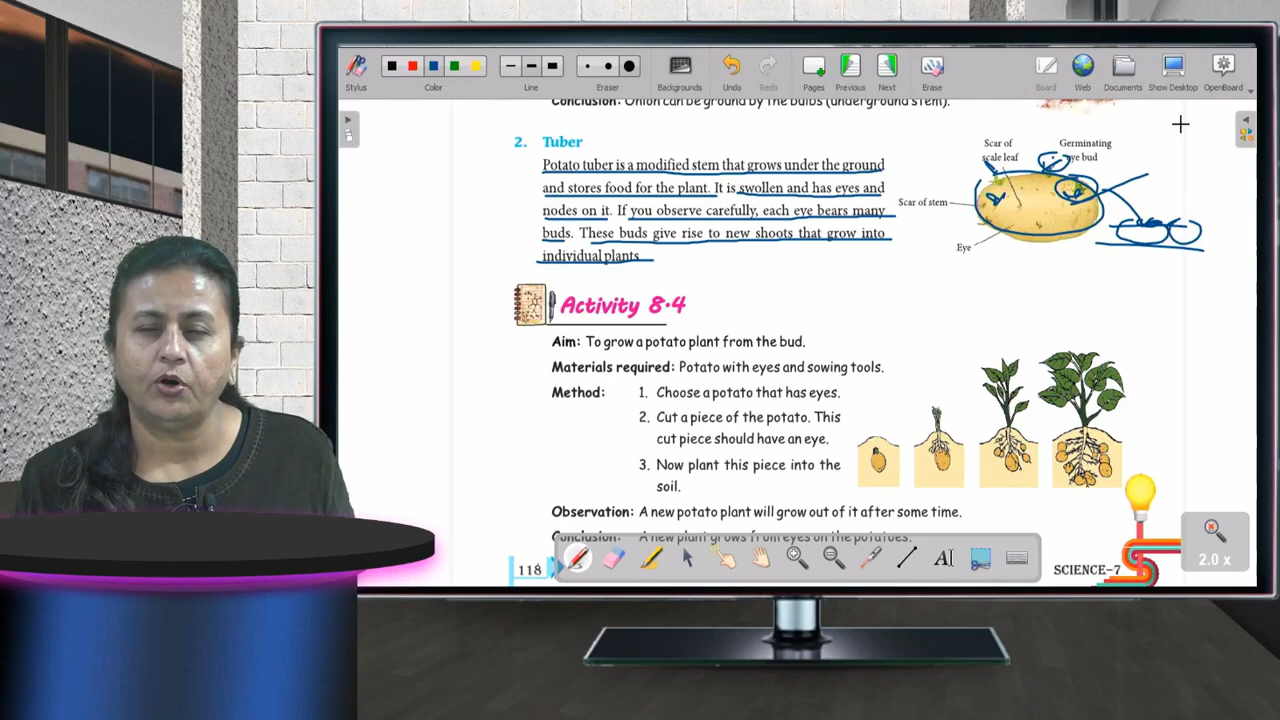 Stylus
Color
Line
Eraser
Backgrounds
Undo
Redo
Pages
Previous
Next
Erase
Board
Web
Documents
Show Desktop
OpenBoard
Conclusion: Onion can be ground by the bulbs (underground stem).
2. Tuber
Potato tuber is a modified stem that grows under the ground
and stores food for the plant. It is swollen and has eyes and
nodes on it. If you observe carefully, each eye bears many
buds. These buds give rise to new shoots that grow into
individual plants
Scar of
scale leaf
Germinating
eye bud
Scar of stem
Eye
Activity 8.4
Aim: To grow a potato plant from the bud.
Materials required: Potato with eyes and sowing tools.
Method: 1. Choose a potato that has eyes.
2. Cut a piece of the potato. This
cut piece should have an eye.
3. Now plant this piece into the
soil.
Observation: A new potato plant will grow out of it after some time.
Conclusion: A new plant grows from eyes on the potatoes.
118
SCIENCE-7
2.0 x